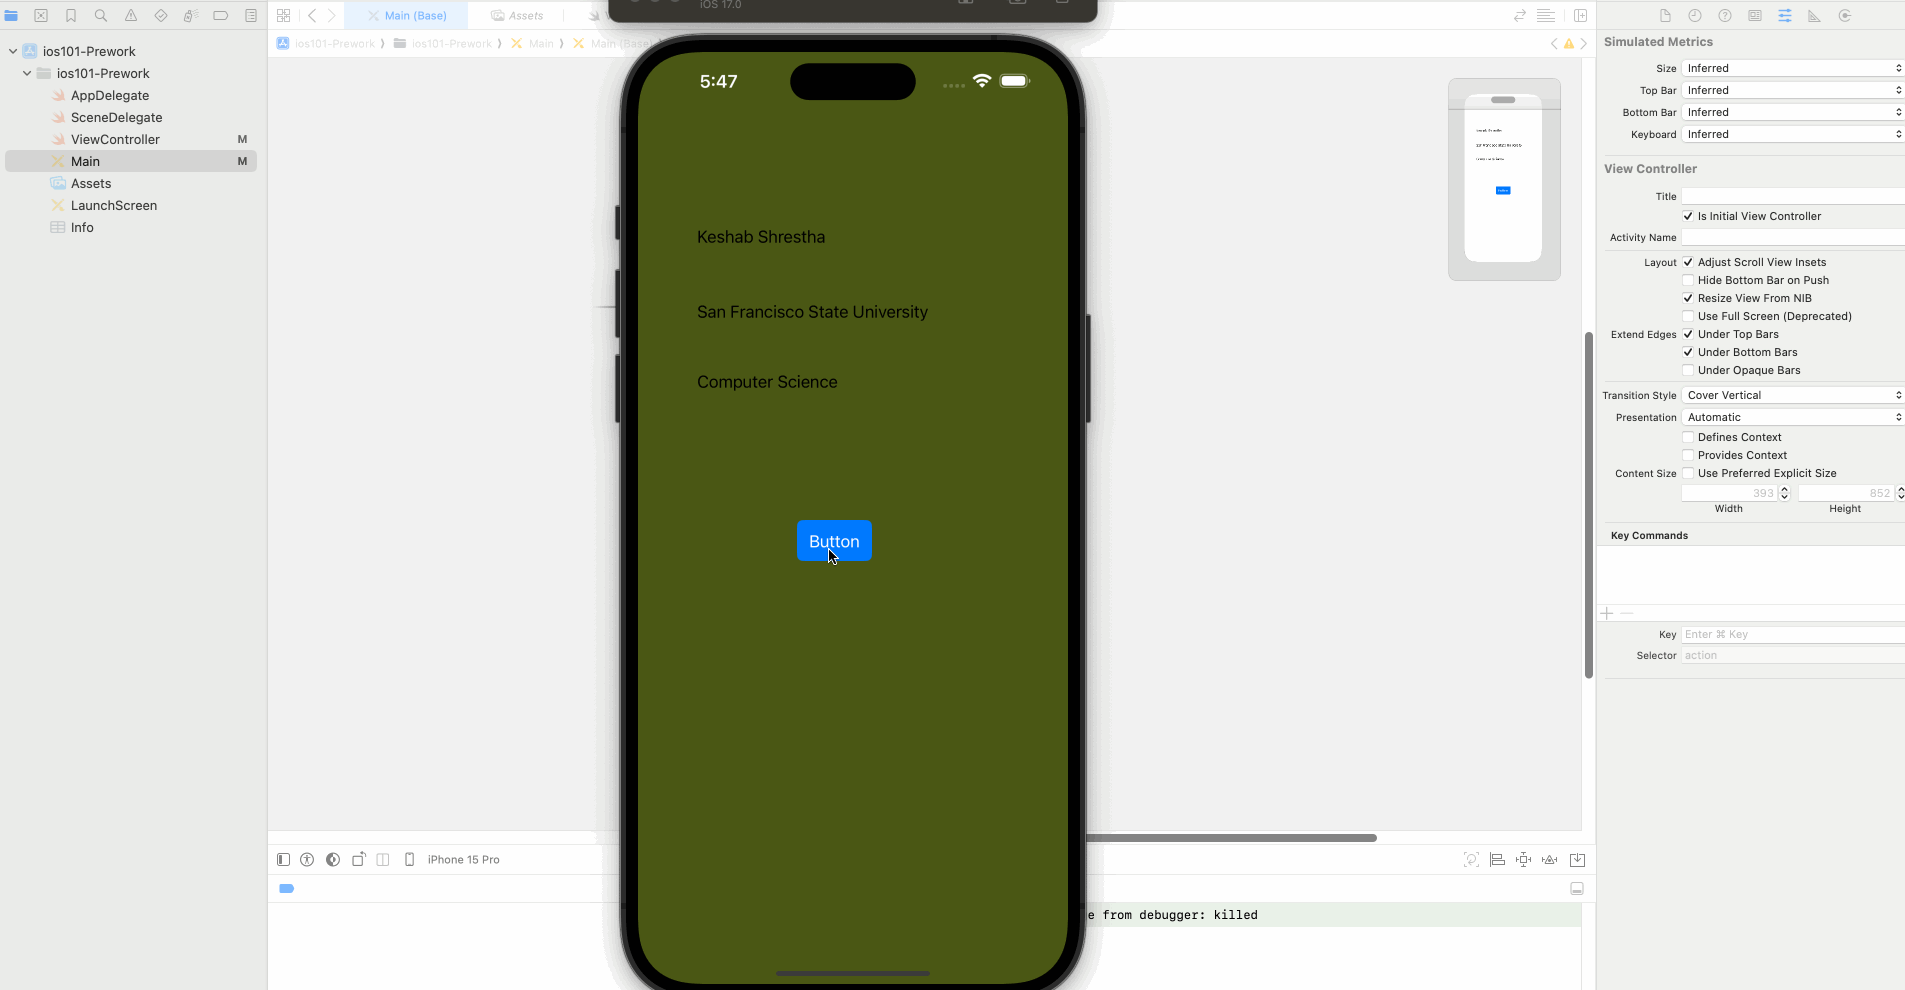 iOS 17.0
Main (Base)
Assets
ios101-Prework
ios101-Prework
Main
Main (Base)
ios101-Prework
ios101-Prework
AppDelegate
SceneDelegate
ViewController M
Main M
Assets
LaunchScreen
Info
5:47
Keshab Shrestha
San Francisco State University
Computer Science
Button
iPhone 15 Pro
e from debugger: killed
Simulated Metrics
Size Inferred
Top Bar Inferred
Bottom Bar Inferred
Keyboard Inferred
View Controller
Title
Is Initial View Controller
Activity Name
Layout Adjust Scroll View Insets
Hide Bottom Bar on Push
Resize View From NIB
Use Full Screen (Deprecated)
Extend Edges Under Top Bars
Under Bottom Bars
Under Opaque Bars
Transition Style Cover Vertical
Presentation Automatic
Defines Context
Provides Context
Content Size Use Preferred Explicit Size
393 852
Width Height
Key Commands
Key Enter ⌘ Key
Selector action